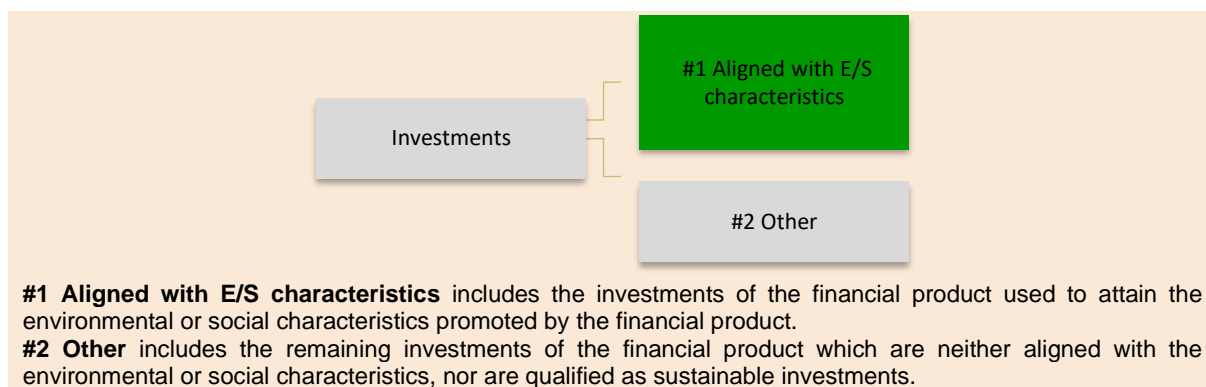 #1 Aligned with E/S
characteristics
Investments
#2 Other
#1 Aligned with E/S characteristics includes the investments of the financial product used to attain the
environmental or social characteristics promoted by the financial product.
#2 Other includes the remaining investments of the financial product which are neither aligned with the
environmental or social characteristics, nor are qualified as sustainable investments.